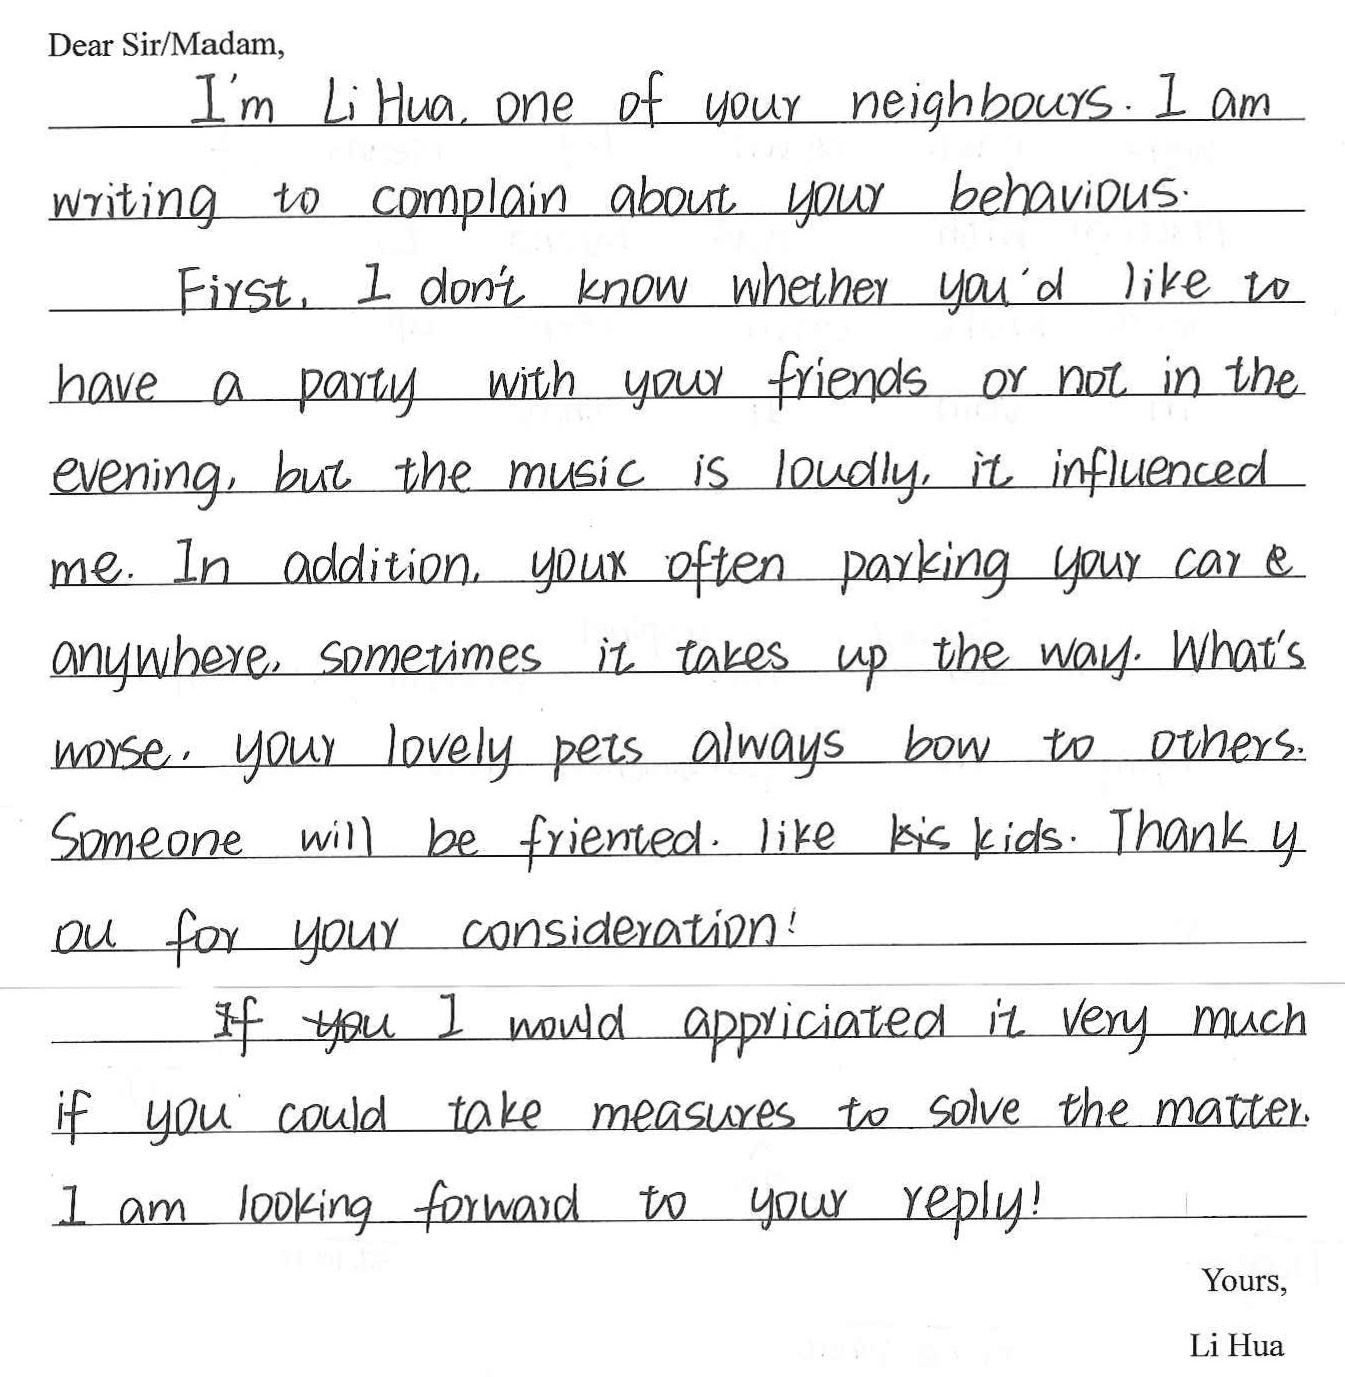 Dear Sir/Madam,
I'm Li Hua, one of your neighbours. I am
writing to complain about your behavious.
First, I don't know whether you'd like to
have a party with your friends or not in the
evening, but the music is loudly, it influenced
me. In addition, your often parking your car
anywhere, sometimes it takes up the way. What's
worse, your lovely pets always bow to others.
Someone will be friented. like kids. Thank y
ou for your consideration!
If I would appriciated it very much
if you could take measures to solve the matter.
I am looking forward to your reply!
Yours,
Li Hua